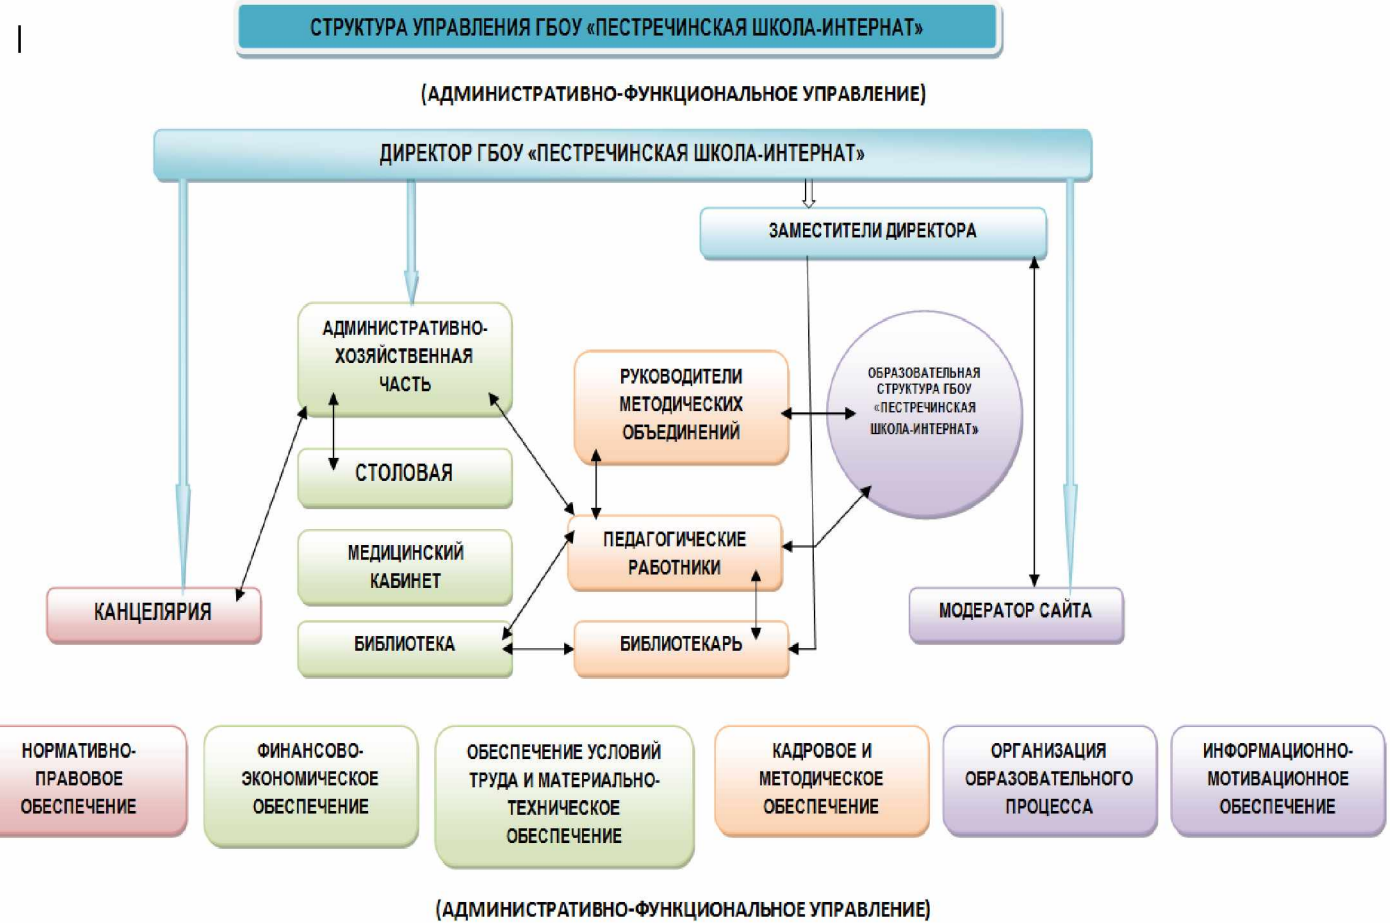 СТРУКТУРА УПРАВЛЕНИЯ ГБОУ «ПЕСТРЕЧИНСКАЯ ШКОЛА-ИНТЕРНАТ»
(АДМИНИСТРАТИВНО-ФУНКЦИОНАЛЬНОЕ УПРАВЛЕНИЕ)
ДИРЕКТОР ГБОУ «ПЕСТРЕЧИНСКАЯ ШКОЛА-ИНТЕРНАТ»
ЗАМЕСТИТЕЛИ ДИРЕКТОРА
АДМИНИСТРАТИВНО-
ХОЗЯЙСТВЕННАЯ
ЧАСТЬ
РУКОВОДИТЕЛИ
МЕТОДИЧЕСКИХ
ОБЪЕДИНЕНИЙ
ОБРАЗОВАТЕЛЬНАЯ
СТРУКТУРА ГБОУ
«ПЕСТРЕЧИНСКАЯ
ШКОЛА-ИНТЕРНАТ»
СТОЛОВАЯ
МЕДИЦИНСКИЙ
КАБИНЕТ
ПЕДАГОГИЧЕСКИЕ
РАБОТНИКИ
КАНЦЕЛЯРИЯ
БИБЛИОТЕКА
БИБЛИОТЕКАРЬ
МОДЕРАТОР САЙТА
НОРМАТИВНО-
ПРАВОВОЕ
ОБЕСПЕЧЕНИЕ
ФИНАНСОВО-
ЭКОНОМИЧЕСКОЕ
ОБЕСПЕЧЕНИЕ
ОБЕСПЕЧЕНИЕ УСЛОВИЙ
ТРУДА И МАТЕРИАЛЬНО-
ТЕХНИЧЕСКОЕ
ОБЕСПЕЧЕНИЕ
КАДРОВОЕ И
МЕТОДИЧЕСКОЕ
ОБЕСПЕЧЕНИЕ
ОРГАНИЗАЦИЯ
ОБРАЗОВАТЕЛЬНОГО
ПРОЦЕССА
ИНФОРМАЦИОННО-
МОТИВАЦИОННОЕ
ОБЕСПЕЧЕНИЕ
(АДМИНИСТРАТИВНО-ФУНКЦИОНАЛЬНОЕ УПРАВЛЕНИЕ)